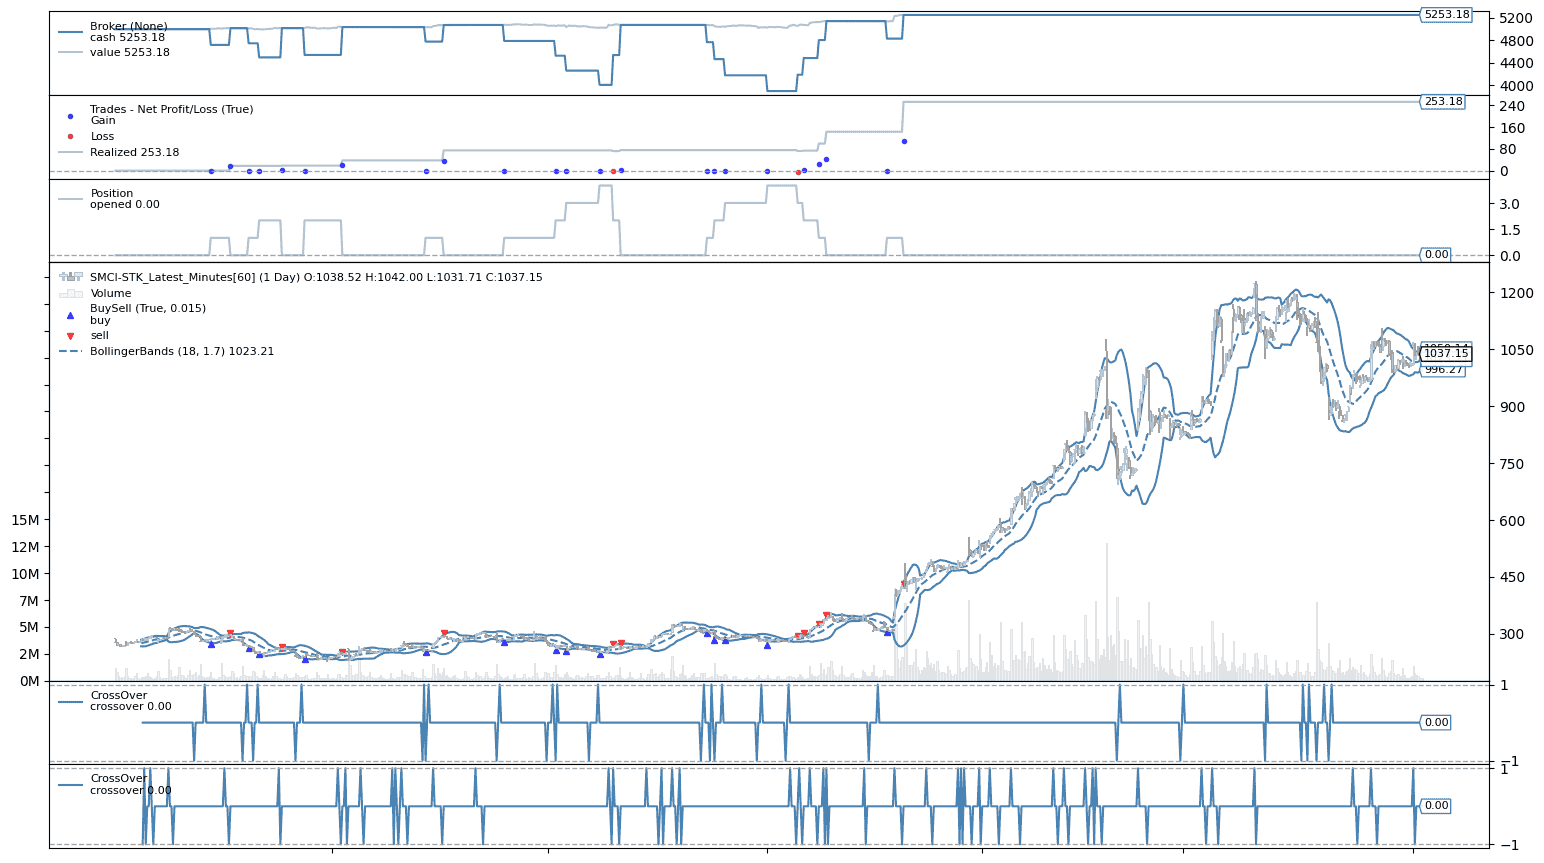 Broker (None)
cash 5253.18
value 5253.18
5253.18
5200
4800
4400
4000
Trades - Net Profit/Loss (True)
Gain
Loss
Realized 253.18
253.18
240
160
80
0
Position
opened 0.00
3.0
1.5
0.0
0.00
SMCI-STK_Latest_Minutes[60] (1 Day) O:1038.52 H:1042.00 L:1031.71 C:1037.15
Volume
BuySell (True, 0.015)
buy
sell
BollingerBands (18, 1.7) 1023.21
1200
1050
900
750
600
450
300
1037.15
996.27
15M
12M
10M
7M
5M
2M
0M
CrossOver
crossover 0.00
1
0.00
−1
CrossOver
crossover 0.00
1
0.00
−1